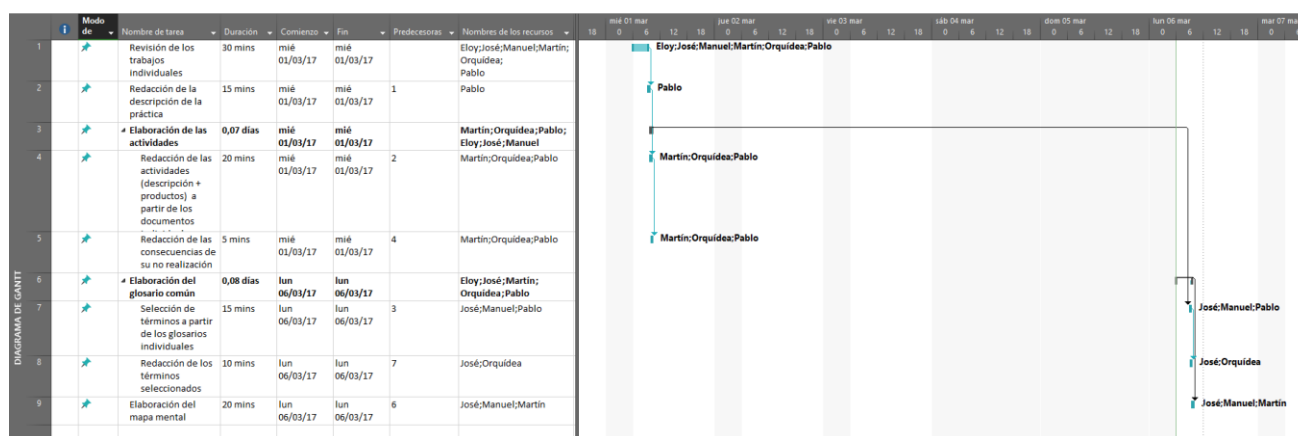 Modo de
Nombre de tarea
Duración
Comienzo
Fin
Predecesoras
Nombres de los recursos
mié 01 mar
jue 02 mar
vie 03 mar
sáb 04 mar
dom 05 mar
lun 06 mar
mar 07 ma
18 0 6 12 18 0 6 12 18 0 6 12 18 0 6 12 18 0 6 12 18 0 6 12 18 0 6
DIAGRAMA DE GANTT
1
Revisión de los
trabajos
individuales
30 mins
mié
01/03/17
mié
01/03/17
Eloy;José;Manuel;Martín;
Orquídea;
Pablo
Eloy;José;Manuel;Martín;Orquídea;Pablo
2
Redacción de la
descripción de la
práctica
15 mins
mié
01/03/17
mié
01/03/17
1
Pablo
Pablo
3
Elaboración de las
actividades
0,07 días
mié
01/03/17
mié
01/03/17
Martín;Orquídea;Pablo;
Eloy;José;Manuel
4
Redacción de las
actividades
(descripción +
productos) a
partir de los
documentos
20 mins
mié
01/03/17
mié
01/03/17
2
Martín;Orquídea;Pablo
Martín;Orquídea;Pablo
5
Redacción de las
consecuencias de
su no realización
5 mins
mié
01/03/17
mié
01/03/17
4
Martín;Orquídea;Pablo
Martín;Orquídea;Pablo
6
Elaboración del
glosario común
0,08 días
lun
06/03/17
lun
06/03/17
Eloy;José;Martín;
Orquídea;Pablo
7
Selección de
términos a partir
de los glosarios
individuales
15 mins
lun
06/03/17
lun
06/03/17
3
José;Manuel;Pablo
José;Manuel;Pablo
8
Redacción de los
términos
seleccionados
10 mins
lun
06/03/17
lun
06/03/17
7
José;Orquídea
José;Orquídea
9
Elaboración del
mapa mental
20 mins
lun
06/03/17
lun
06/03/17
6
José;Manuel;Martín
José;Manuel;Martín